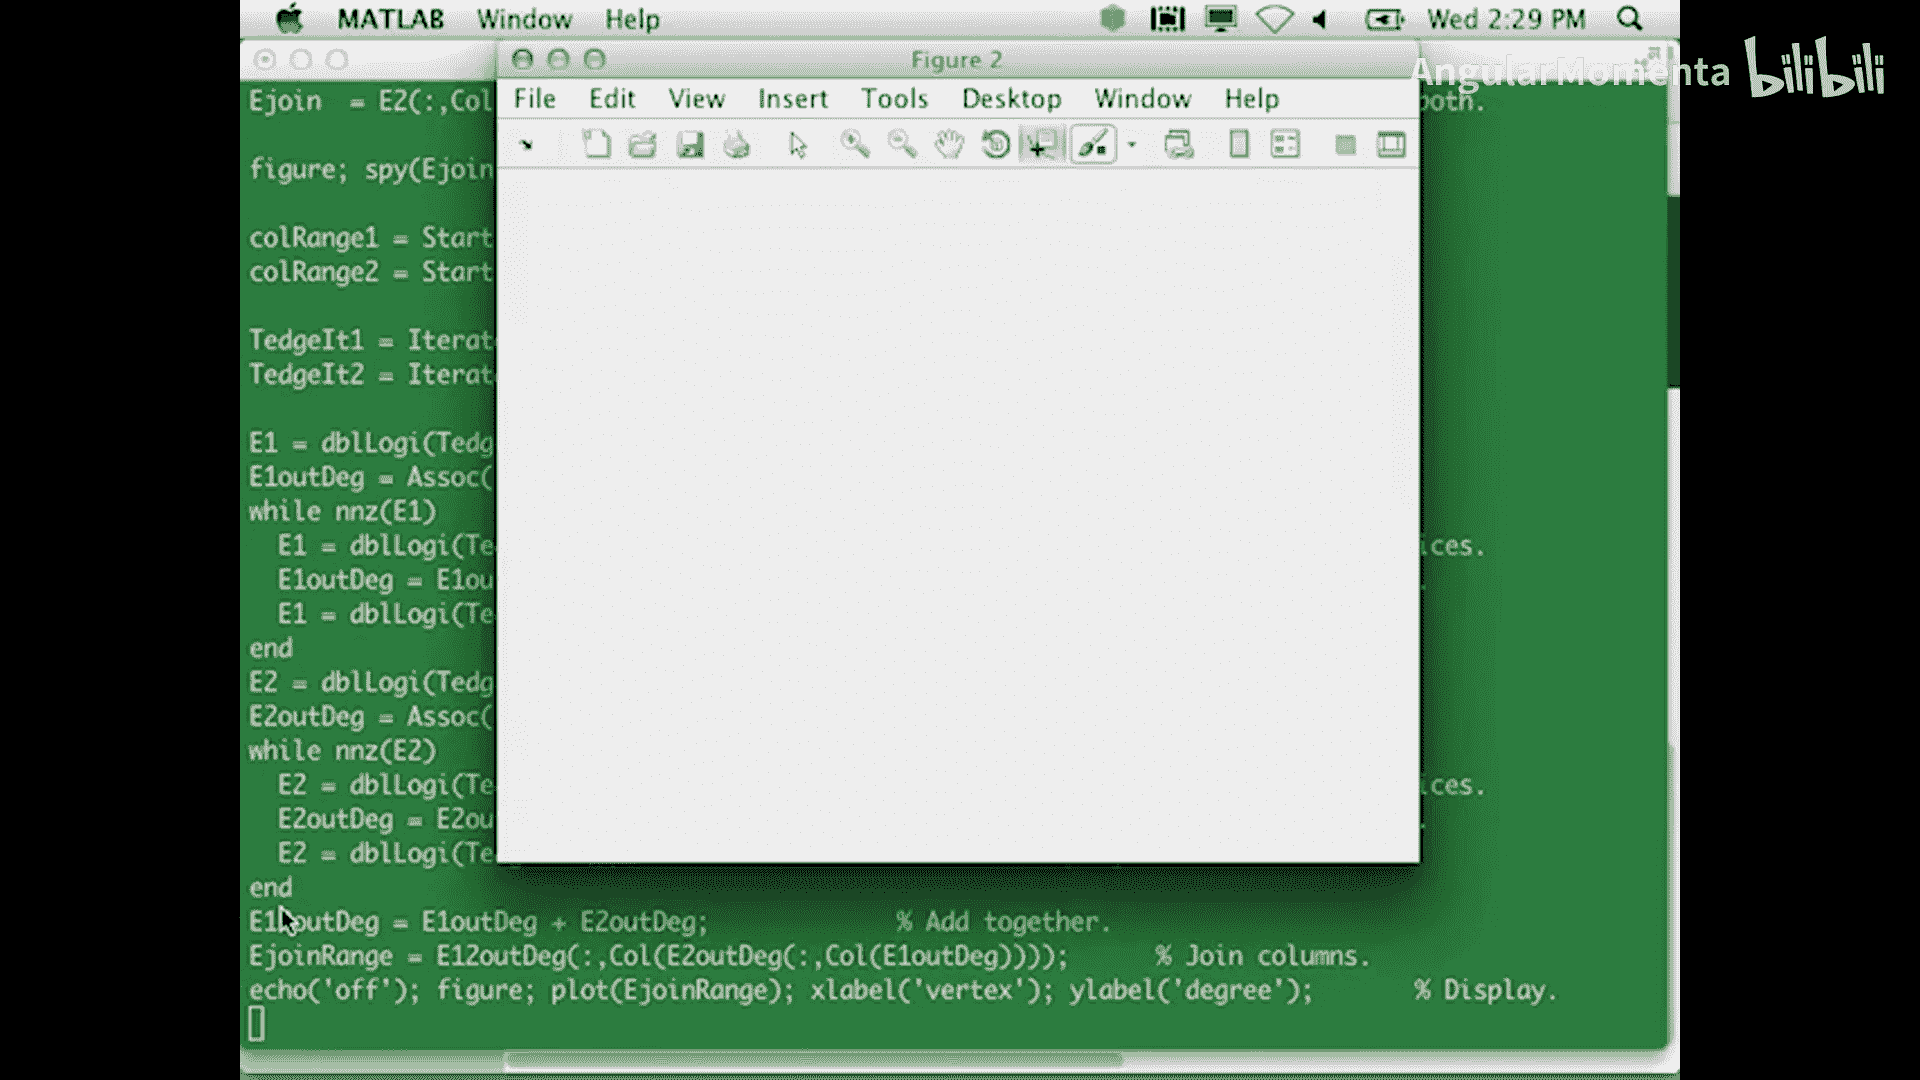 MATLAB Window Help Wed 2:29 PM
Figure 2
AngularMomenta bilibili
File Edit View Insert Tools Desktop Window Help
Ejoin = E2(:,Col both.
figure; spy(Ejoin
colRange1 = Start
colRange2 = Start
TedgeIt1 = Iterat
TedgeIt2 = Iterat
E1 = dblLogi(Tedg
E1outDeg = Assoc(
while nnz(E1)
E1 = dblLogi(Te ices.
E1outDeg = E1ou
E1 = dblLogi(Te
end
E2 = dblLogi(Tedg
E2outDeg = Assoc(
while nnz(E2)
E2 = dblLogi(Te ices.
E2outDeg = E2ou
E2 = dblLogi(Te
end
E12outDeg = E1outDeg + E2outDeg; % Add together.
EjoinRange = E12outDeg(:,Col(E2outDeg(:,Col(E1outDeg)))); % Join columns.
echo('off'); figure; plot(EjoinRange); xlabel('vertex'); ylabel('degree'); % Display.